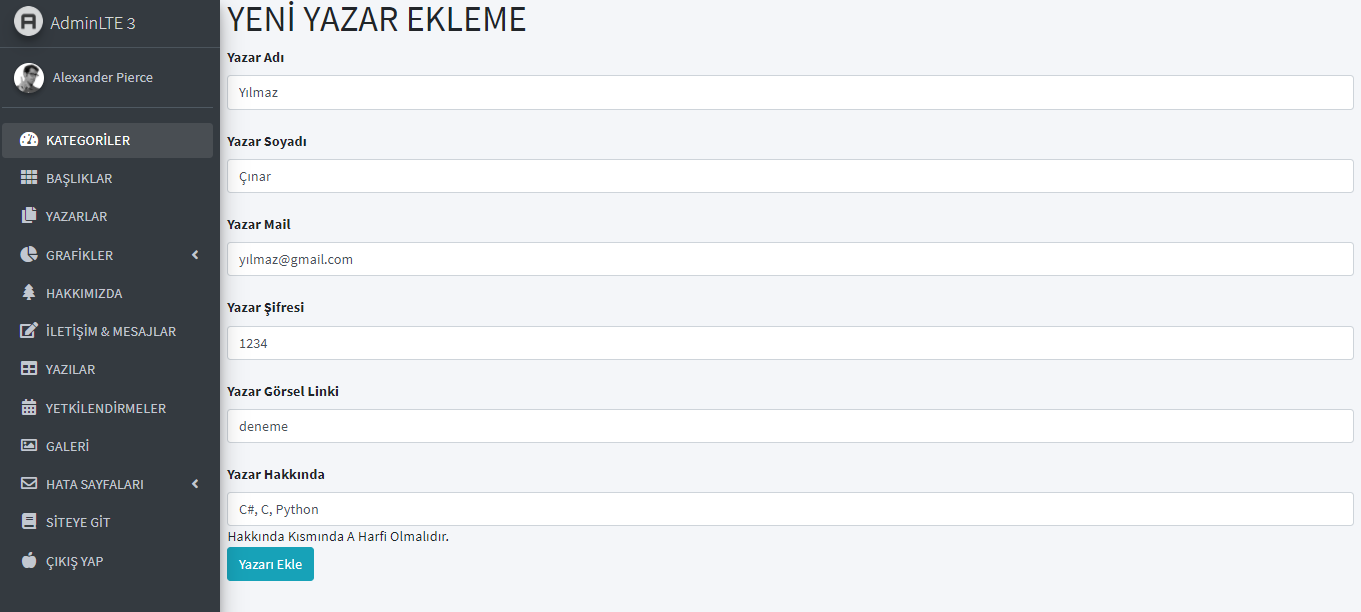 AdminLTE 3
Alexander Pierce
KATEGORİLER
BAŞLIKLAR
YAZARLAR
GRAFİKLER
HAKKIMIZDA
İLETİŞİM & MESAJLAR
YAZILAR
YETKİLENDİRMELER
GALERİ
HATA SAYFALARI
SİTEYE GİT
ÇIKIŞ YAP
YENİ YAZAR EKLEME
Yazar Adı
Yılmaz
Yazar Soyadı
Çınar
Yazar Mail
yılmaz@gmail.com
Yazar Şifresi
1234
Yazar Görsel Linki
deneme
Yazar Hakkında
C#, C, Python
Hakkında Kısmında A Harfi Olmalıdır.
Yazarı Ekle